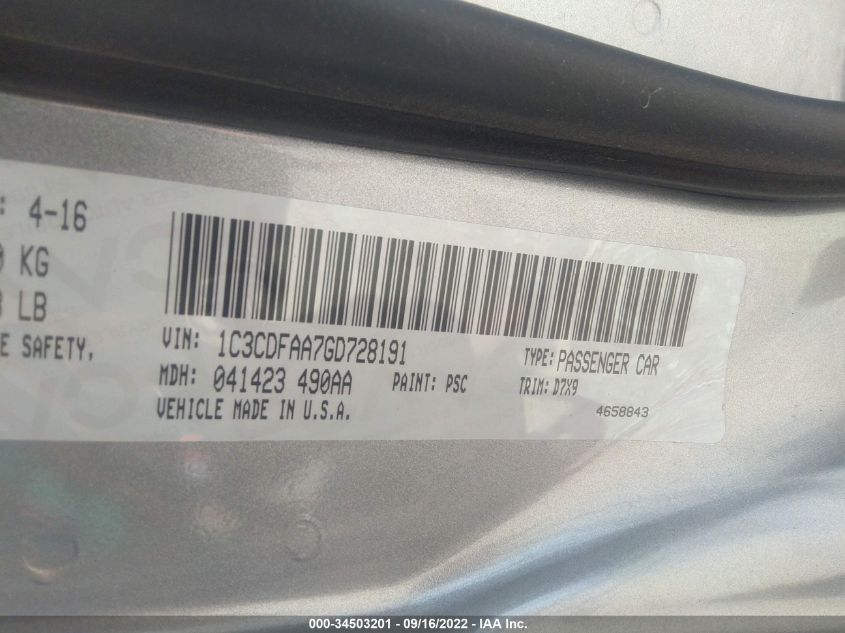 : 4-16
KG
LB
E SAFETY.
VIN: 1C3CDFAA7GD728191
TYPE: PASSENGER CAR
MDH: 041423 490AA PAINT: PSC TRIM: D7X9
VEHICLE MADE IN U.S.A. 4658843
000-34503201 - 09/16/2022 - © IAA Inc.